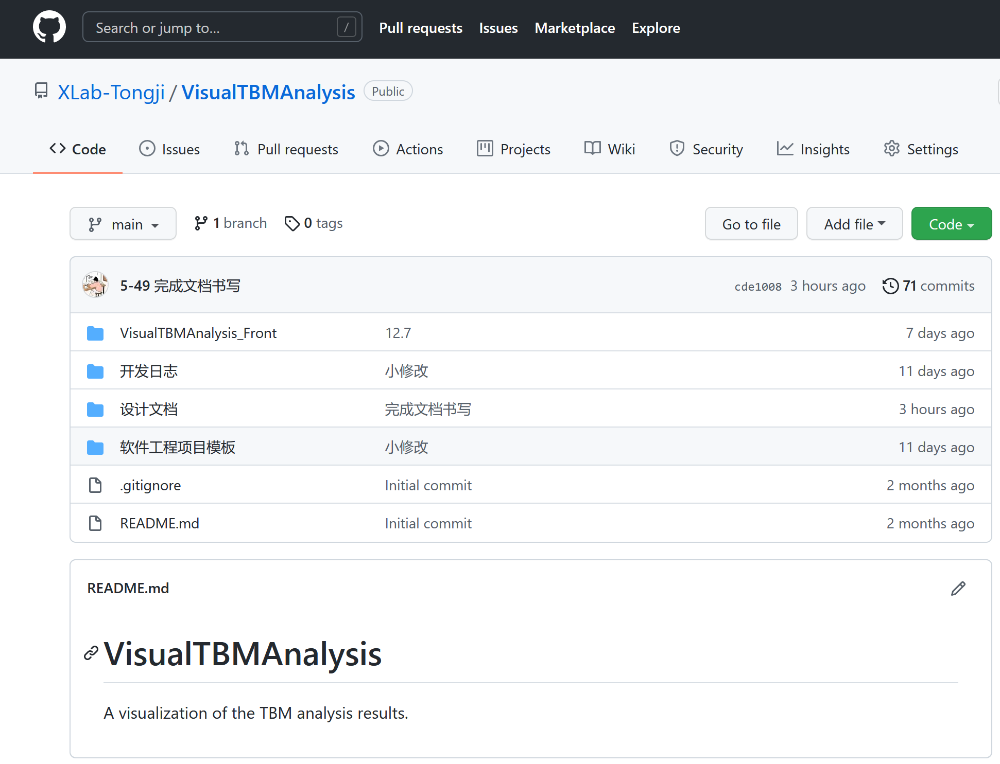 Search or jump to... / Pull requests Issues Marketplace Explore
XLab-Tongji / VisualTBMAnalysis Public
Code Issues Pull requests Actions Projects Wiki Security Insights Settings
main 1 branch 0 tags Go to file Add file Code
5-49 完成文档书写 cde1008 3 hours ago 71 commits
VisualTBMAnalysis_Front 12.7 7 days ago
开发日志 小修改 11 days ago
设计文档 完成文档书写 3 hours ago
软件工程项目模板 小修改 11 days ago
.gitignore Initial commit 2 months ago
README.md Initial commit 2 months ago
README.md
VisualTBMAnalysis
A visualization of the TBM analysis results.